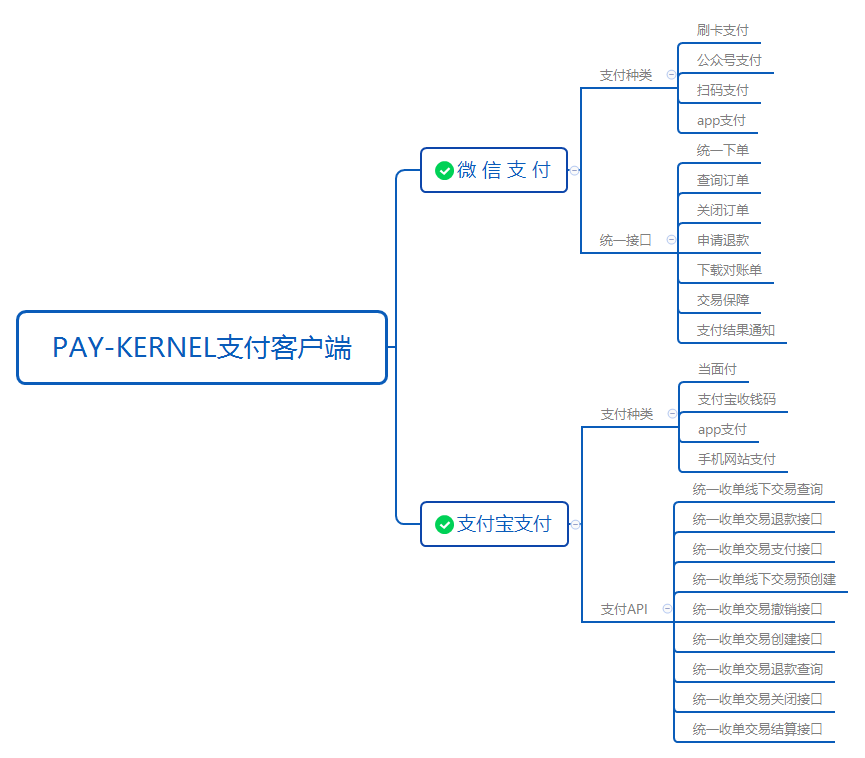 PAY-KERNEL支付客户端
微信支付
支付种类
刷卡支付
公众号支付
扫码支付
app支付
统一接口
统一下单
查询订单
关闭订单
申请退款
下载对账单
交易保障
支付结果通知
支付宝支付
支付种类
当面付
支付宝收钱码
app支付
手机网站支付
支付API
统一收单线下交易查询
统一收单交易退款接口
统一收单交易支付接口
统一收单线下交易预创建
统一收单交易撤销接口
统一收单交易创建接口
统一收单交易退款查询
统一收单交易关闭接口
统一收单交易结算接口